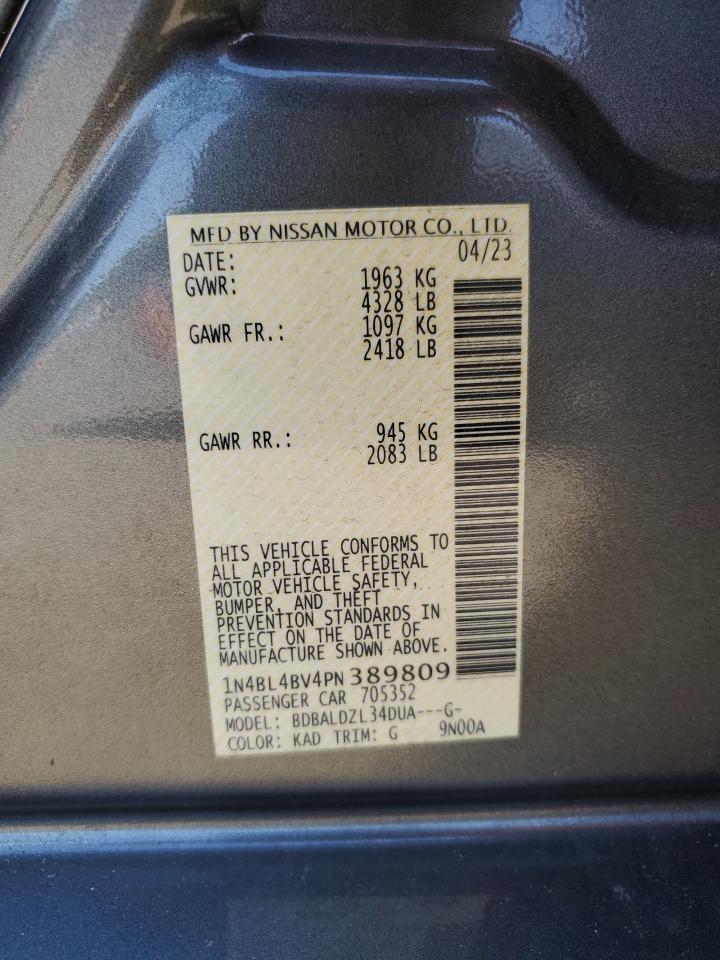 MFD BY NISSAN MOTOR CO., LTD.
DATE: 04/23
GVWR: 1963 KG
4328 LB
GAWR FR.: 1097 KG
2418 LB
GAWR RR.: 945 KG
2083 LB
THIS VEHICLE CONFORMS TO
ALL APPLICABLE FEDERAL
MOTOR VEHICLE SAFETY,
BUMPER, AND THEFT
PREVENTION STANDARDS IN
EFFECT ON THE DATE OF
MANUFACTURE SHOWN ABOVE.
1N4BL4BV4PN389809
PASSENGER CAR 705352
MODEL: BDBALDZL34DUA---G-
COLOR: KAD TRIM: G 9N00A